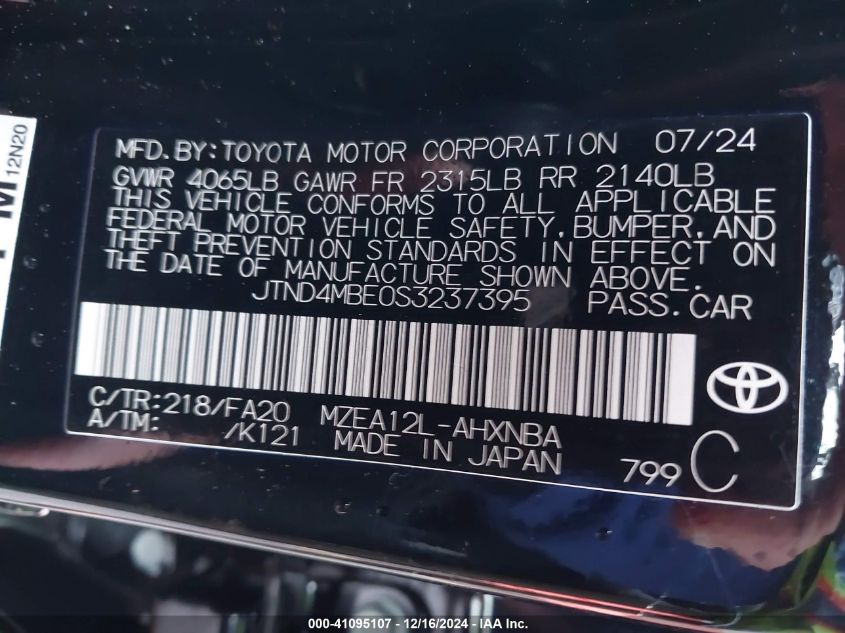 12N20
M
MFD.BY:TOYOTA MOTOR CORPORATION 07/24
GVWR 4065LB GAWR FR 2315LB RR 2140LB
THIS VEHICLE CONFORMS TO ALL APPLICABLE
FEDERAL MOTOR VEHICLE SAFETY,BUMPER,AND
THEFT PREVENTION STANDARDS IN EFFECT ON
THE DATE OF MANUFACTURE SHOWN ABOVE.
JTND4MBE0S3237395 PASS.CAR
C/TR:218/FA20 MZEA12L-AHXNBA
A/TM: /K121 MADE IN JAPAN
799 C
000-41095107 - 12/16/2024 - IAA Inc.